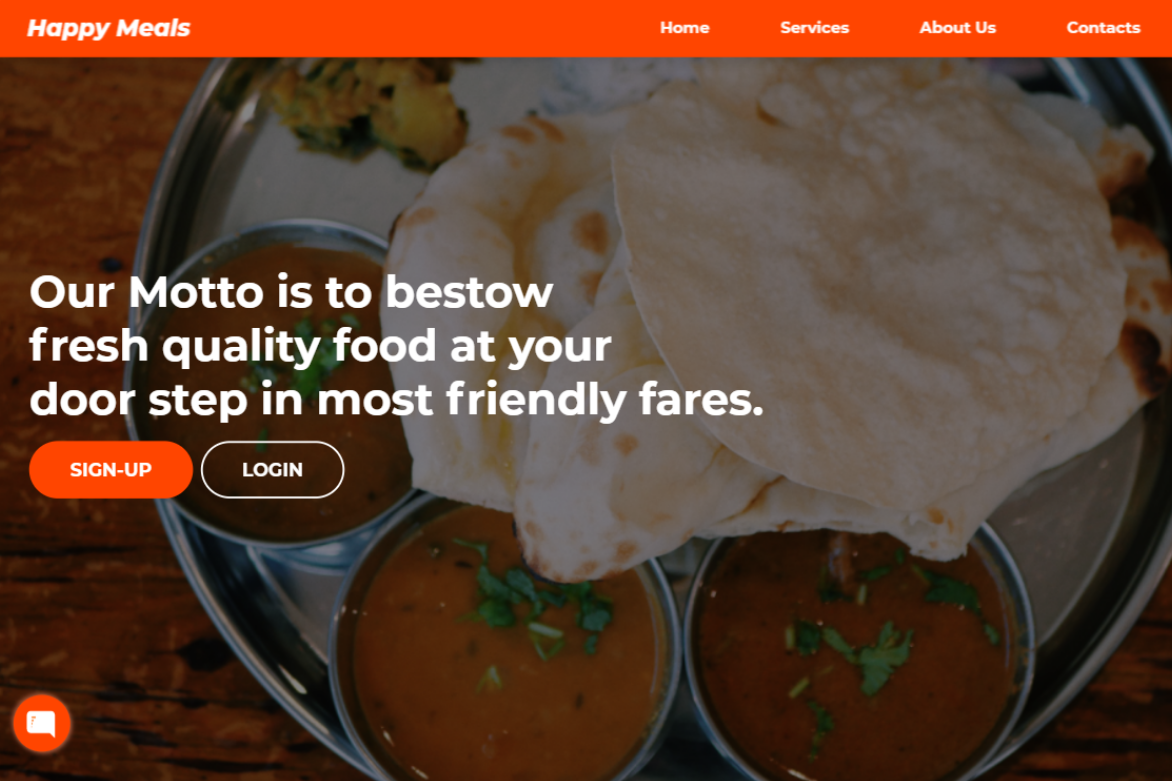 Happy Meals
Home Services About Us Contacts
Our Motto is to bestow
fresh quality food at your
door step in most friendly fares.
SIGN-UP LOGIN